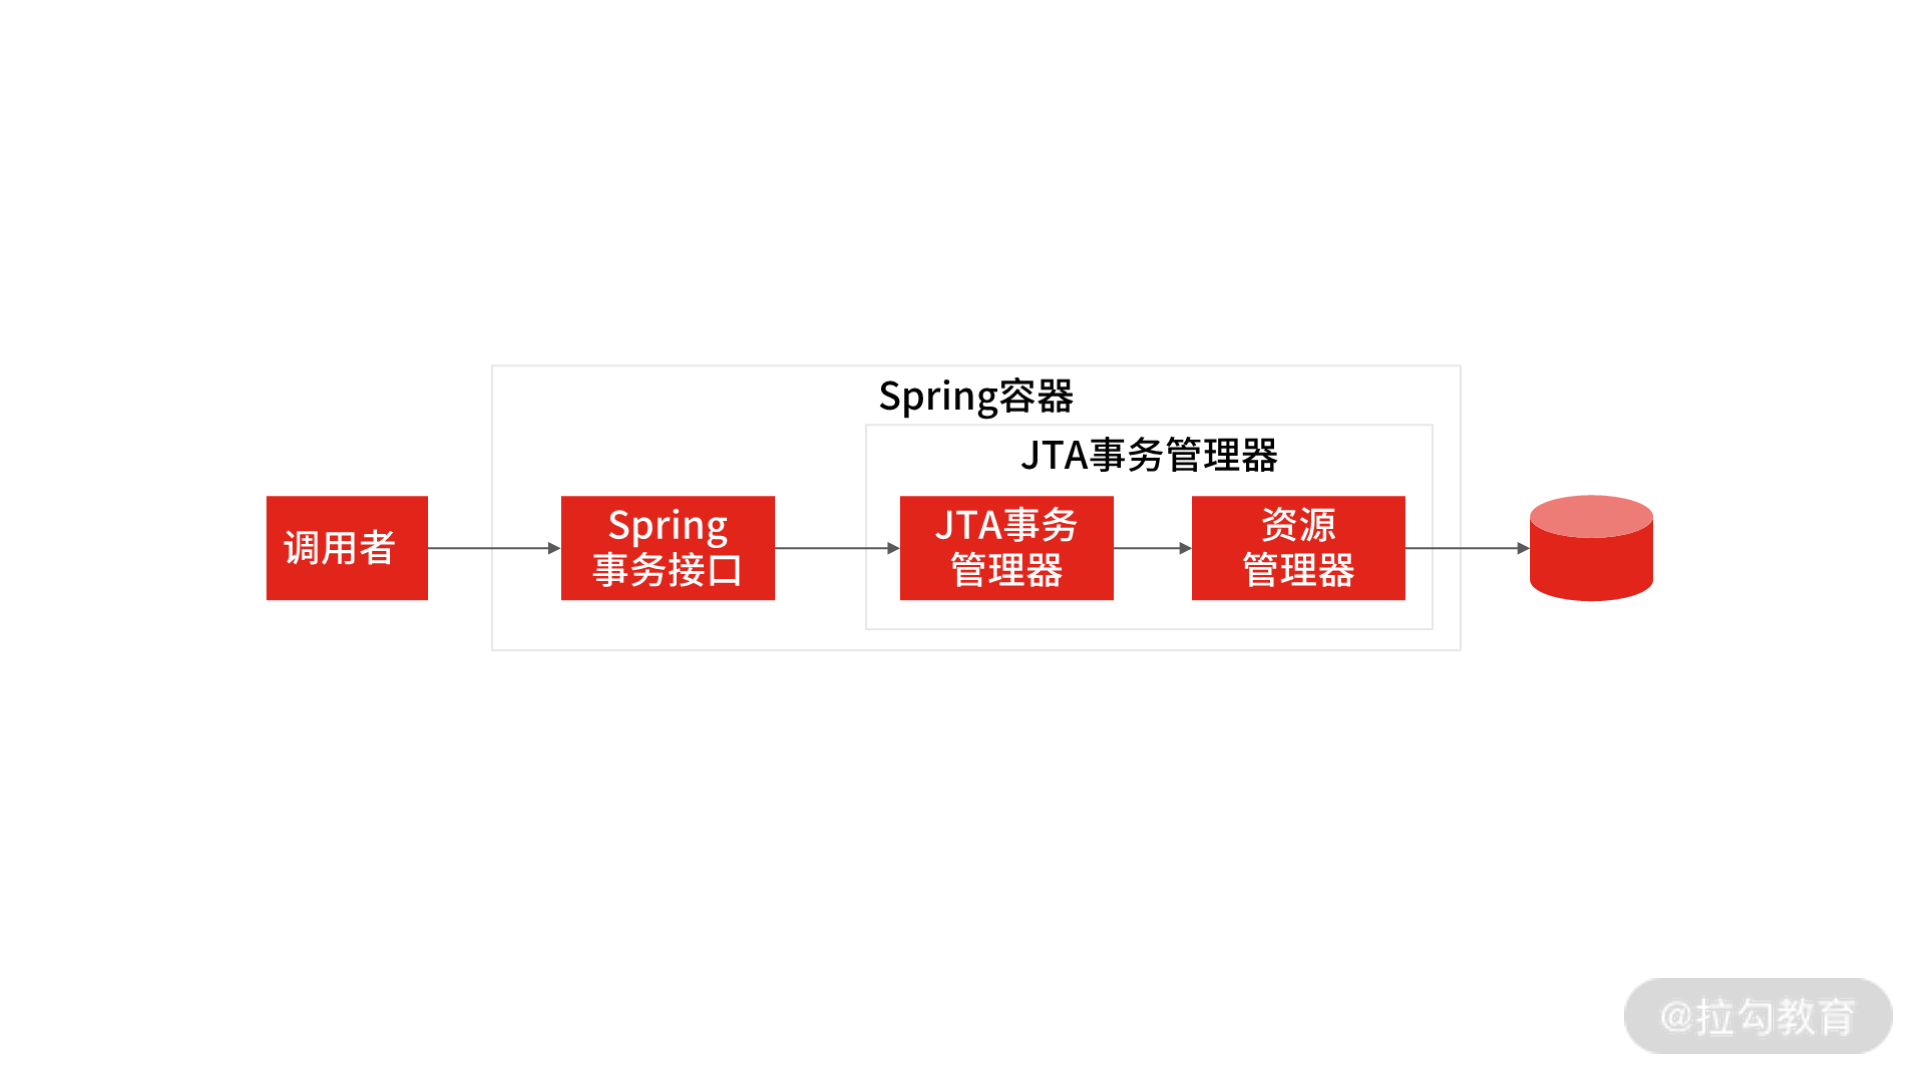 Spring容器
JTA事务管理器
调用者
Spring
事务接口
JTA事务
管理器
资源
管理器
@拉勾教育